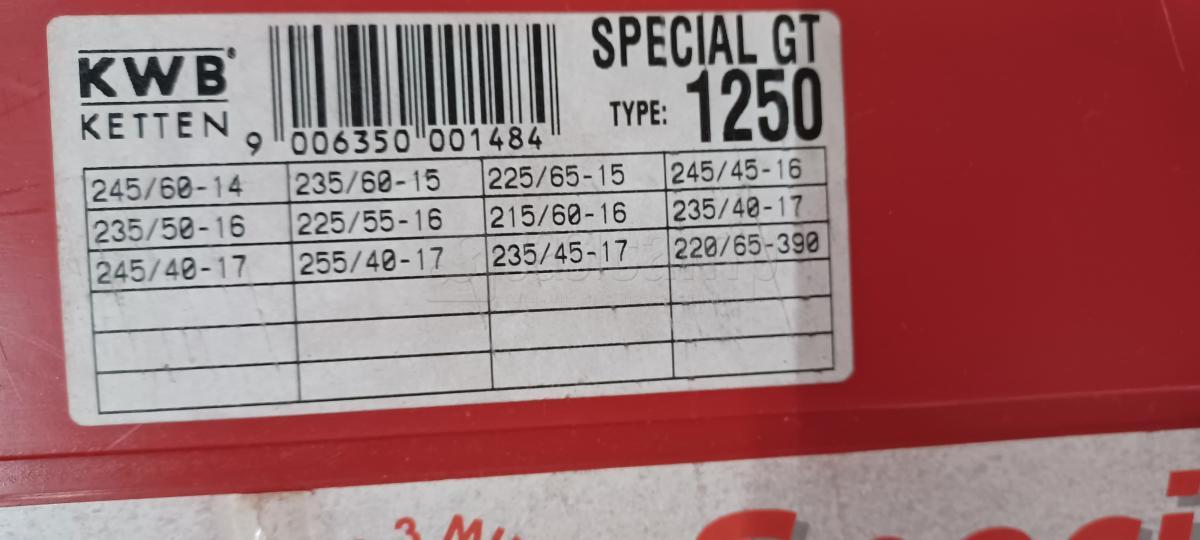 KWB®
KETTEN
9 006350 001484
SPECIAL GT
TYPE: 1250
245/60-14 235/60-15 225/65-15 245/45-16
235/50-16 225/55-16 215/60-16 235/40-17
245/40-17 255/40-17 235/45-17 220/65-390
3